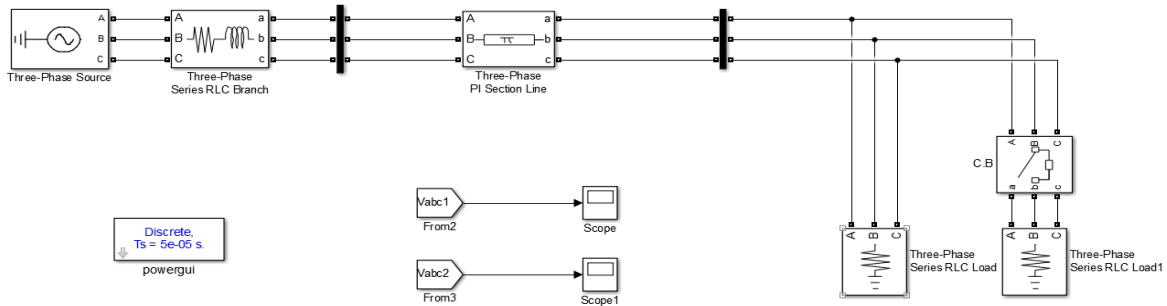 A
B
C
Three-Phase Source
A
B
C
a
b
c
Three-Phase
Series RLC Branch
A
B
C
π
a
b
c
Three-Phase
PI Section Line
A
B
C
C.B
a
b
c
Discrete,
Ts = 5e-05 s.
powergui
Vabc1
From2
Scope
Vabc2
From3
Scope1
A
B
C
Three-Phase
Series RLC Load
A
B
C
Three-Phase
Series RLC Load1